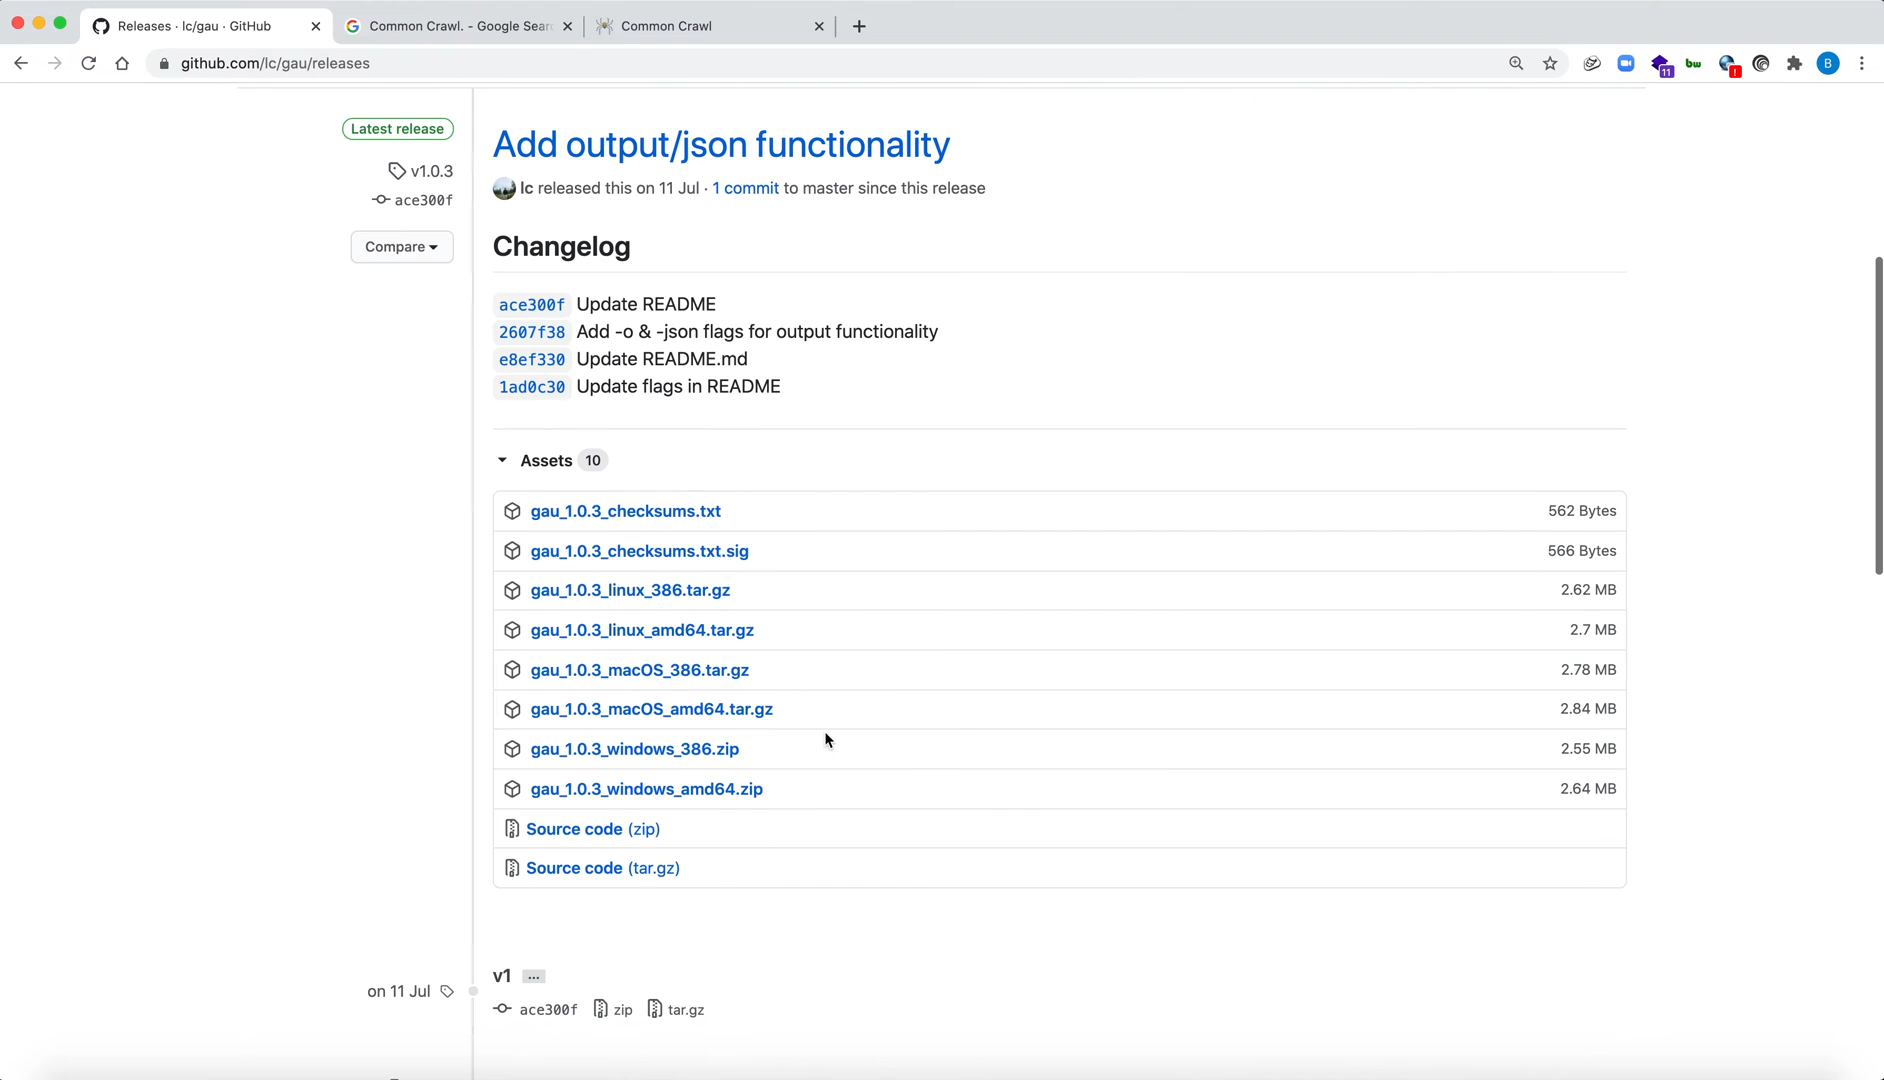 Releases · lc/gau · GitHub
Common Crawl. - Google Sear
Common Crawl
github.com/lc/gau/releases
11
bw
!
B
Latest release
v1.0.3
ace300f
Compare
Add output/json functionality
lc released this on 11 Jul · 1 commit to master since this release
Changelog
ace300f Update README
2607f38 Add -o & -json flags for output functionality
e8ef330 Update README.md
1ad0c30 Update flags in README
Assets 10
gau_1.0.3_checksums.txt 562 Bytes
gau_1.0.3_checksums.txt.sig 566 Bytes
gau_1.0.3_linux_386.tar.gz 2.62 MB
gau_1.0.3_linux_amd64.tar.gz 2.7 MB
gau_1.0.3_macOS_386.tar.gz 2.78 MB
gau_1.0.3_macOS_amd64.tar.gz 2.84 MB
gau_1.0.3_windows_386.zip 2.55 MB
gau_1.0.3_windows_amd64.zip 2.64 MB
Source code (zip)
Source code (tar.gz)
on 11 Jul
v1 ...
ace300f zip tar.gz